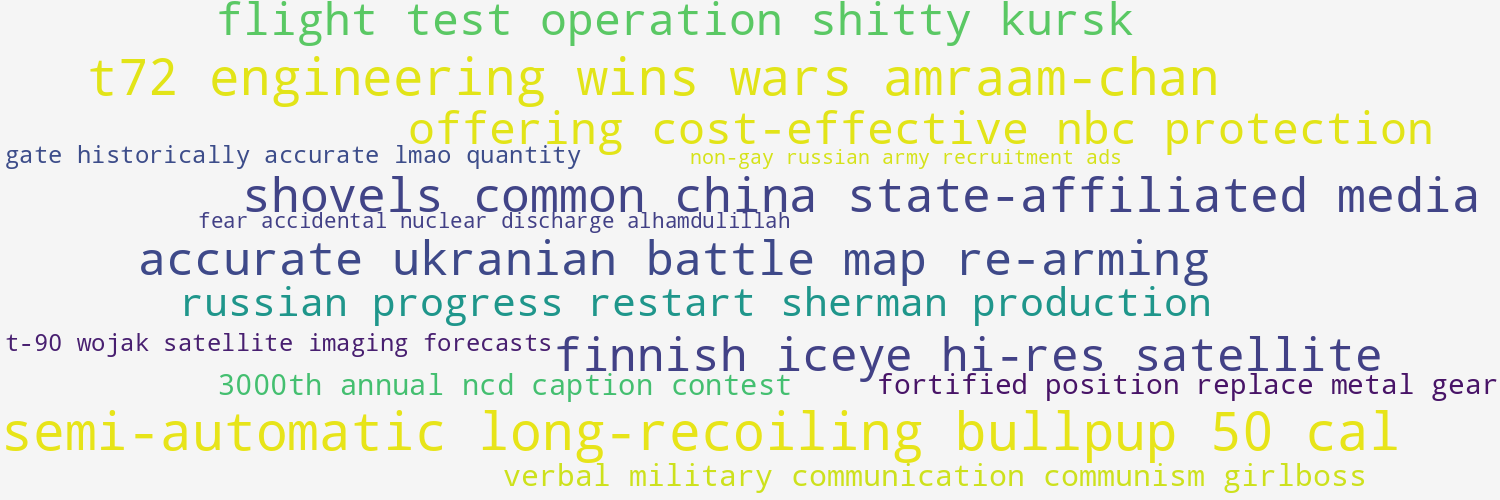 flight test operation shitty kursk
t72 engineering wins wars amraam-chan
offering cost-effective nbc protection
gate historically accurate lmao quantity
non-gay russian army recruitment ads
shovels common china state-affiliated media
fear accidental nuclear discharge alhamdulillah
accurate ukranian battle map re-arming
russian progress restart sherman production
t-90 wojak satellite imaging forecasts
finnish iceye hi-res satellite
3000th annual ncd caption contest
fortified position replace metal gear
semi-automatic long-recoiling bullpup 50 cal
verbal military communication communism girlboss